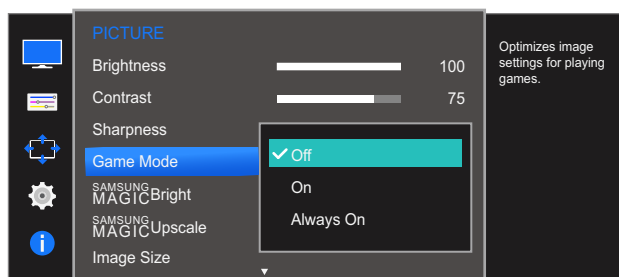 PICTURE
Brightness 100
Contrast 75
Sharpness
Game Mode
Off
On
Always On
SAMSUNG
MAGIC Bright
SAMSUNG
MAGIC Upscale
Image Size
Optimizes image
settings for playing
games.